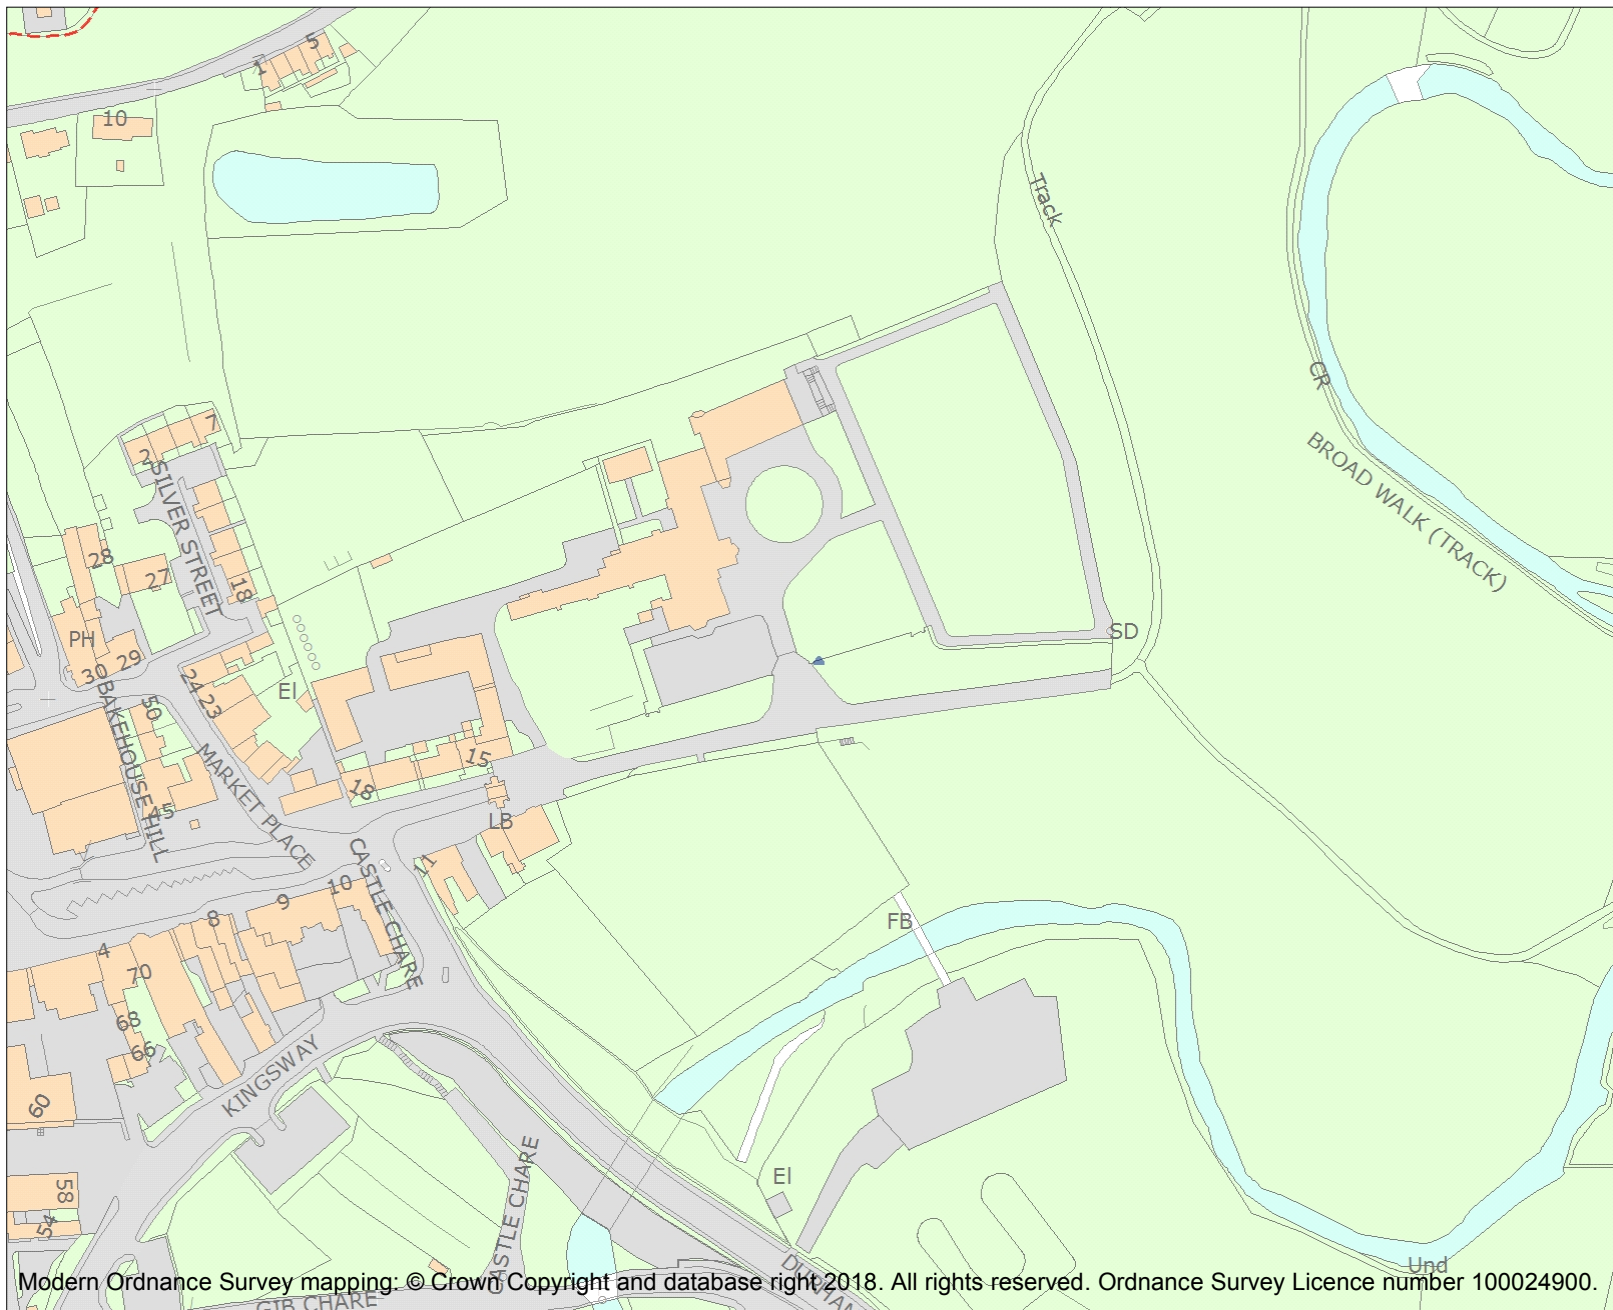 5
1
10
Track
CR
BROAD WALK (TRACK)
7
2
SILVER STREET
28
27
18
PH
29
30
SD
24
23
El
BAKEHOUSE HILL
50
MARKET PLACE
15
18
45
LB
CASTLE CHARE
11
10
9
8
FB
4
70
68
66
KINGSWAY
60
El
58
54
CASTLE CHARE
DURHAM
Und
GIB CHARE
Modern Ordnance Survey mapping: © Crown Copyright and database right 2018. All rights reserved. Ordnance Survey Licence number 100024900.